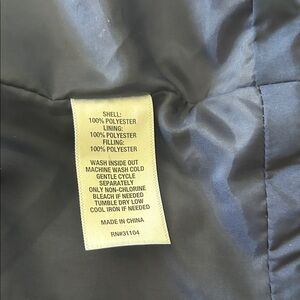 SHELL:
100% POLYESTER
LINING:
100% POLYESTER
FILLING:
100% POLYESTER
WASH INSIDE OUT
MACHINE WASH COLD
GENTLE CYCLE
SEPARATELY
ONLY NON-CHLORINE
BLEACH IF NEEDED
TUMBLE DRY LOW
COOL IRON IF NEEDED
MADE IN CHINA
RN#31104